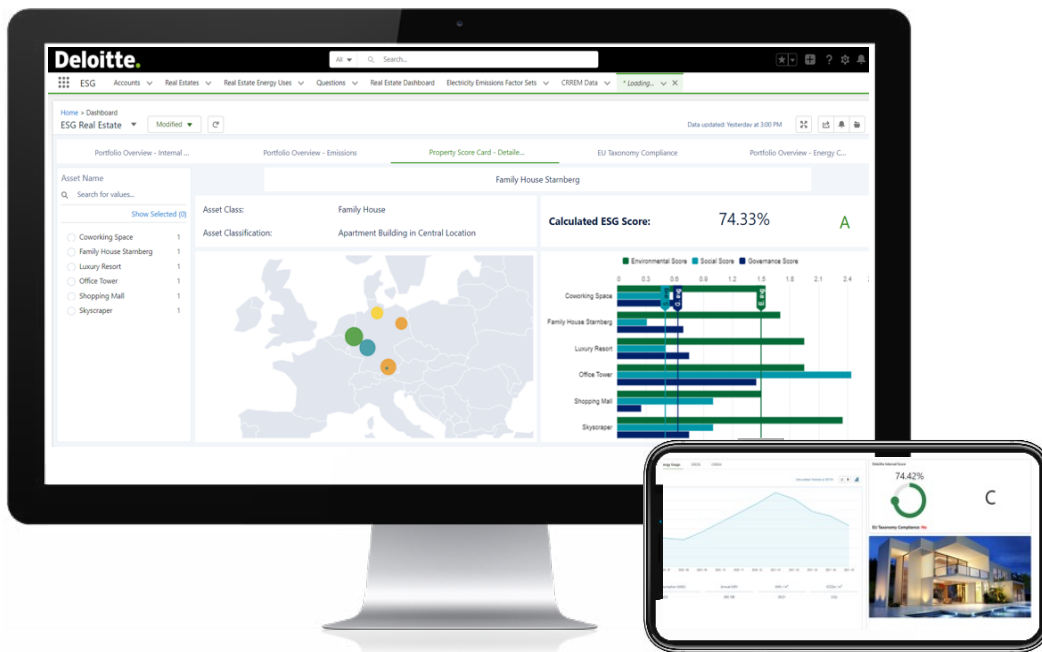 Deloitte.
All
Search...
ESG
Accounts
Real Estates
Real Estate Energy Uses
Questions
Real Estate Dashboard
Electricity Emissions Factor Sets
CRREM Data
* Loading...
Home > Dashboard
ESG Real Estate
Modified
Data updated: Yesterday at 3:00 PM
Portfolio Overview - Internal ...
Portfolio Overview - Emissions
Property Score Card - Detaile...
EU Taxonomy Compliance
Portfolio Overview - Energy C...
Asset Name
Search for values...
Show Selected (0)
Coworking Space 1
Family House Starnberg 1
Luxury Resort 1
Office Tower 1
Shopping Mall 1
Skyscraper 1
Family House Starnberg
Asset Class: Family House
Asset Classification: Apartment Building in Central Location
Calculated ESG Score: 74.33% A
Environmental Score Social Score Governance Score
0 0.3 0.6 0.9 1.2 1.5 1.8 2.1 2.4
Coworking Space
Family House Starnberg
Luxury Resort
Office Tower
Shopping Mall
Skyscraper
Deloitte Internal Score
74.42%
C
EU Taxonomy Compliance: No